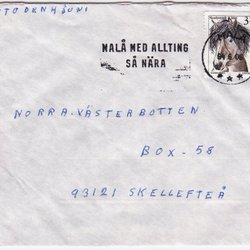 MALÅ MED ALLTING
SÅ NÄRA
NORRA VÄSTERBOTTEN
BOX-58
93121 SKELLEFTEÅ